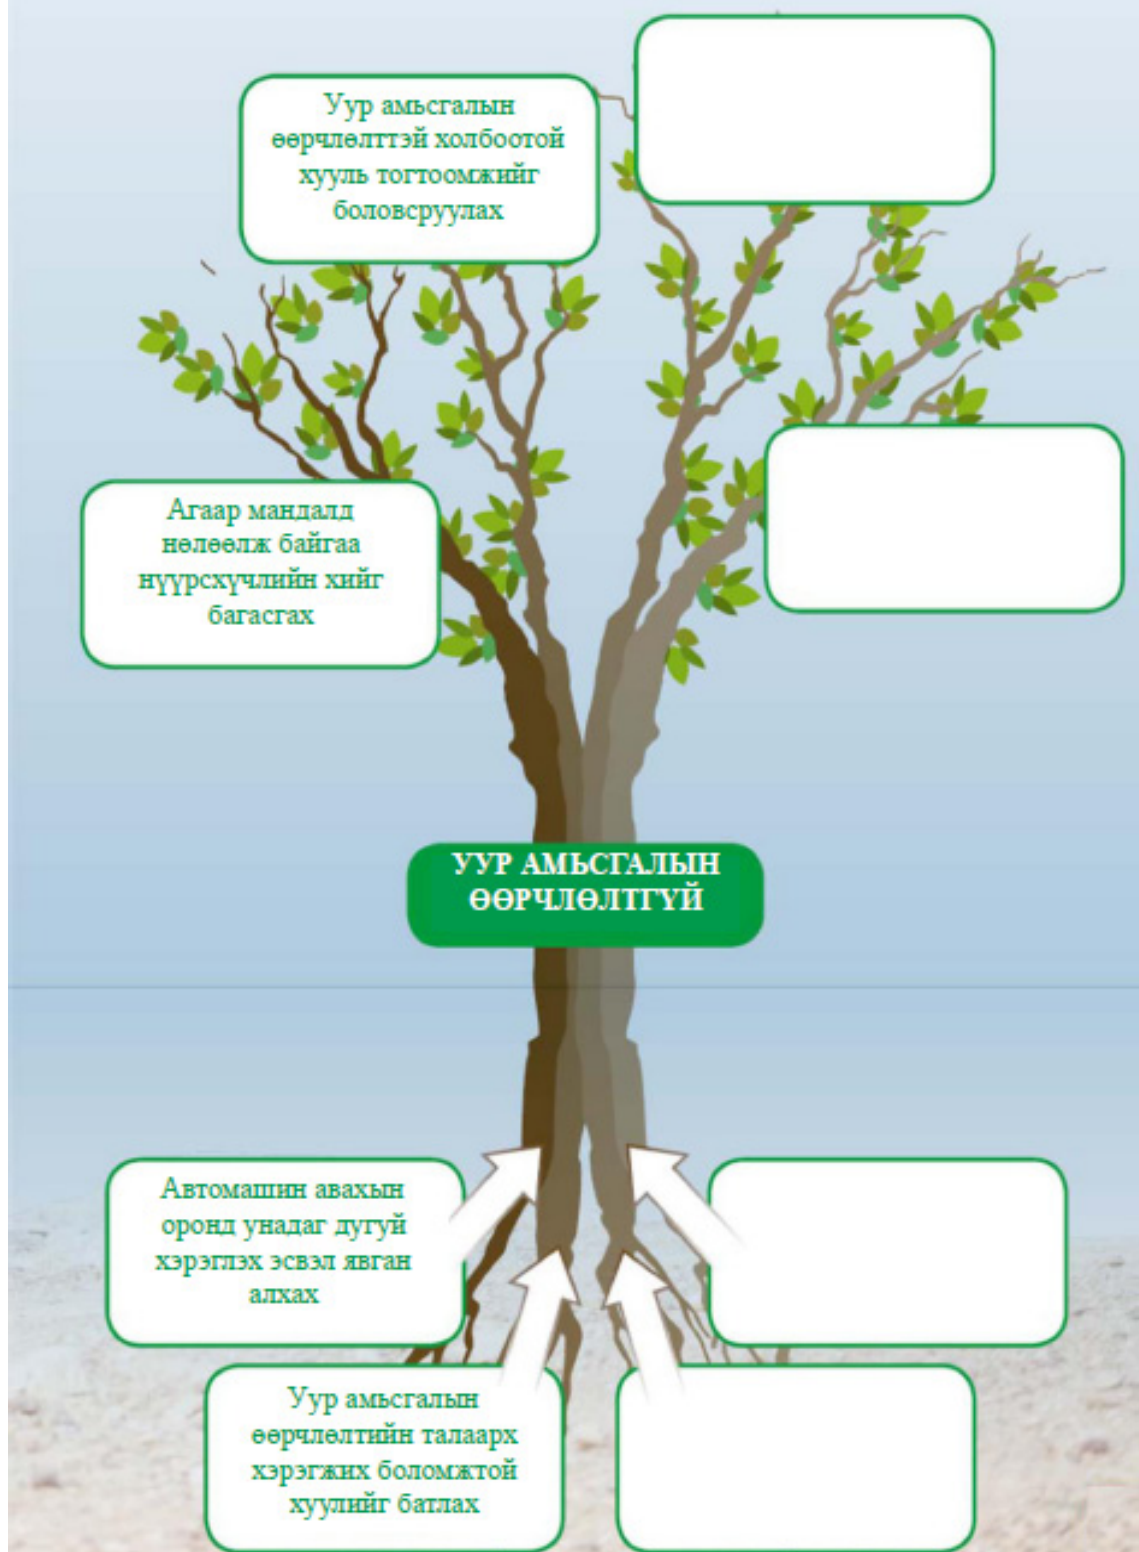 Уур амьсгалын
өөрчлөлттэй холбоотой
хууль тогтоомжийг
боловсруулах
Агаар мандалд
нөлөөлж байгаа
нүүрсхүчлийн хийг
багасгах
УУР АМЬСГАЛЫН
ӨӨРЧЛӨЛТГҮЙ
Автомашин авахын
оронд унадаг дугуй
хэрэглэх эсвэл явган
алхах
Уур амьсгалын
өөрчлөлтийн талаарх
хэрэгжих боломжтой
хуулийг батлах